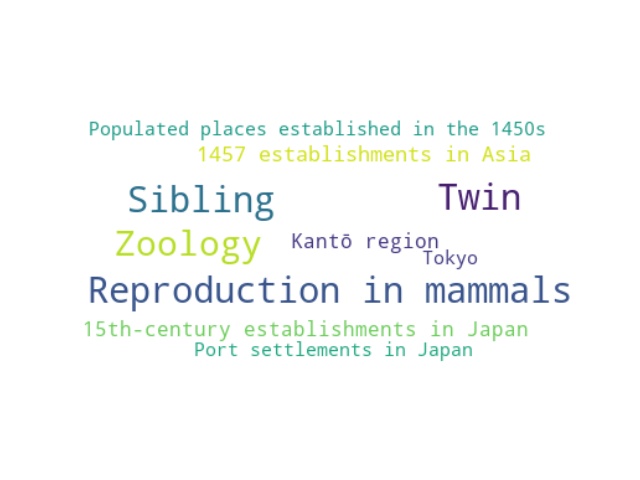 Populated places established in the 1450s
1457 establishments in Asia
Sibling
Twin
Zoology
Kantō region
Tokyo
Reproduction in mammals
15th-century establishments in Japan
Port settlements in Japan